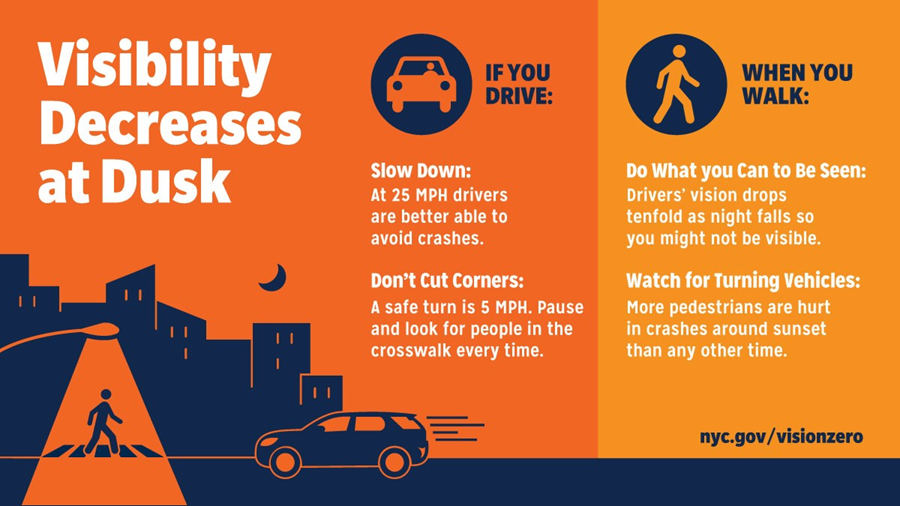 Visibility
Decreases
at Dusk
IF YOU
DRIVE:
Slow Down:
At 25 MPH drivers
are better able to
avoid crashes.
Don't Cut Corners:
A safe turn is 5 MPH. Pause
and look for people in the
crosswalk every time.
WHEN YOU
WALK:
Do What you Can to Be Seen:
Drivers' vision drops
tenfold as night falls so
you might not be visible.
Watch for Turning Vehicles:
More pedestrians are hurt
in crashes around sunset
than any other time.
nyc.gov/visionzero